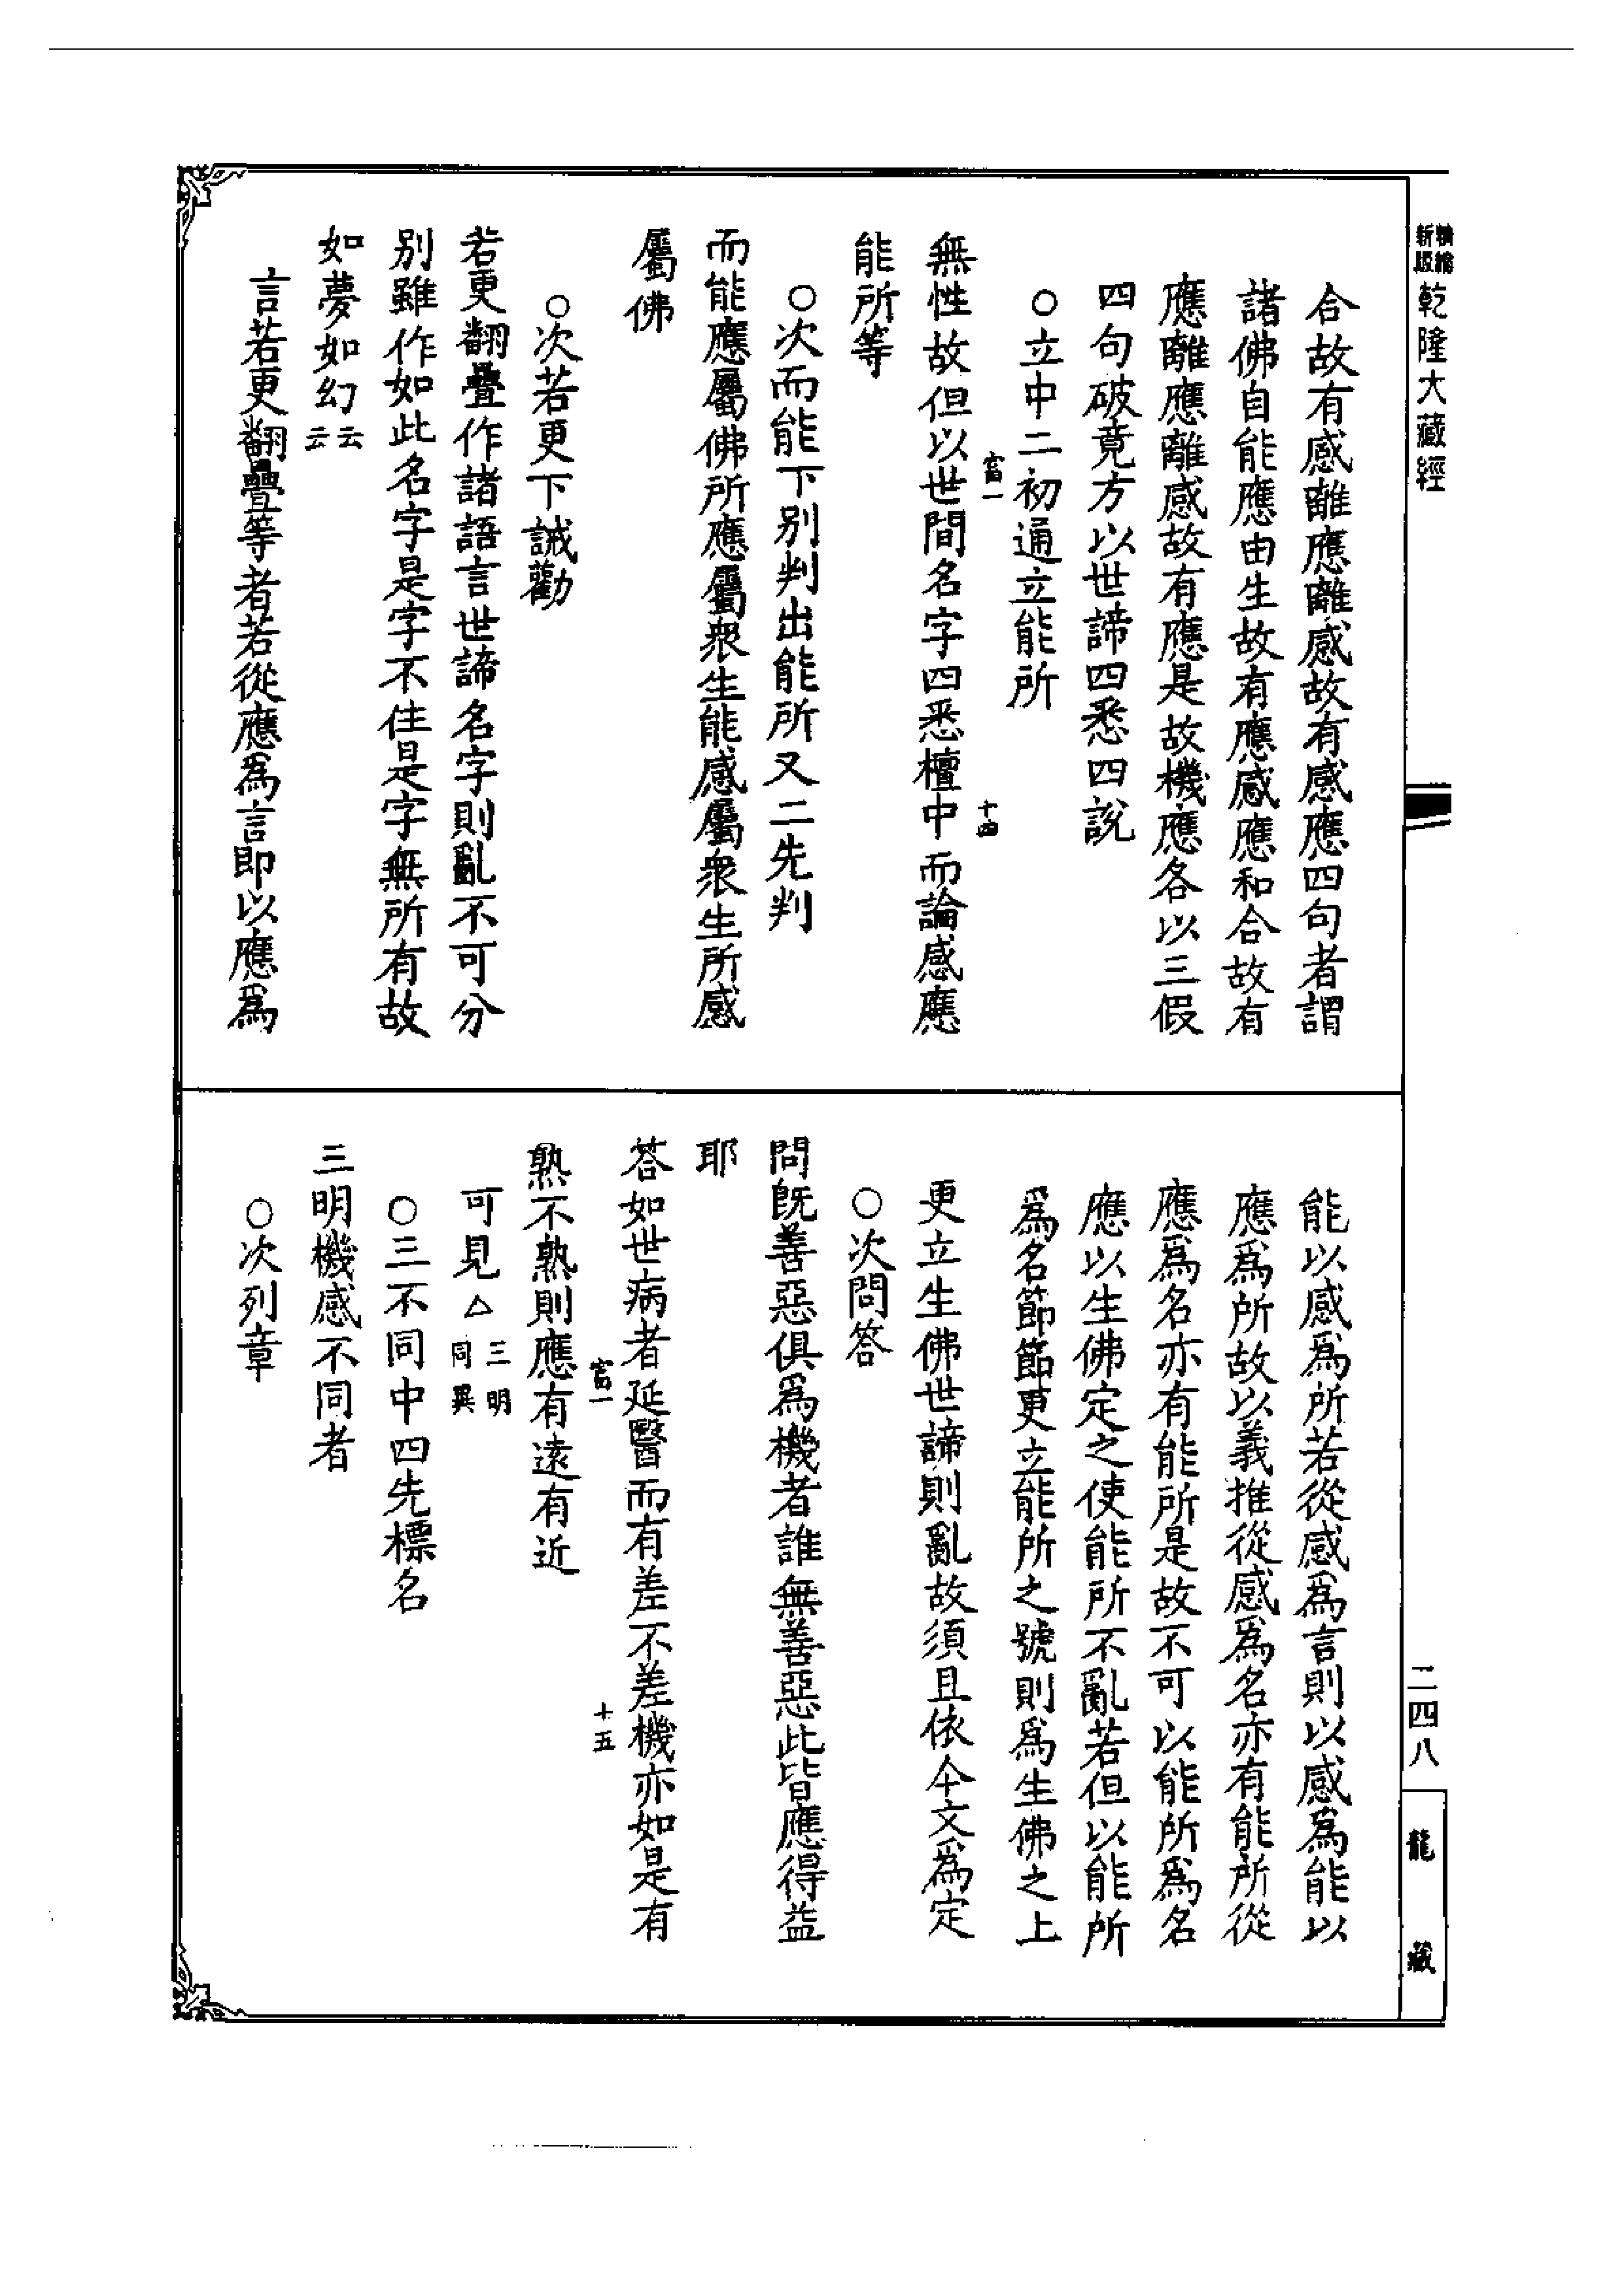 精縮新版乾隆大藏經
二四八
龍藏
合故有感離應離感故有感應四句者謂
諸佛自能應由生故有應感應和合故有
應離應離感故有應是故機應各以三假
四句破竟方以世諦四悉四說
○立中二初通立能所
富一 十四
無性故但以世間名字四悉檀中而論感應
能所等
○次而能下別判出能所又二先判
而能應屬佛所應屬衆生能感屬衆生所感
屬佛
○次若更下誡勸
若更翻疊作諸語言世諦名字則亂不可分
別雖作如此名字是字不住是字無所有故
如夢如幻云云
言若更翻疊等者若從應為言即以應爲
能以感爲所若從感爲言則以感爲能以
應爲所故以義推從感爲名亦有能所從
應爲名亦有能所是故不可以能所爲名
應以生佛定之使能所不亂若但以能所
爲名節節更立能所之號則爲生佛之上
更立生佛世諦則亂故須且依今文爲定
○次問答
問既善惡俱爲機者誰無善惡此皆應得益
耶
答如世病者延醫而有差不差機亦如是有
富一 十五
熟不熟則應有遠有近
可見△三明同異
○三不同中四先標名
三明機感不同者
○次列章